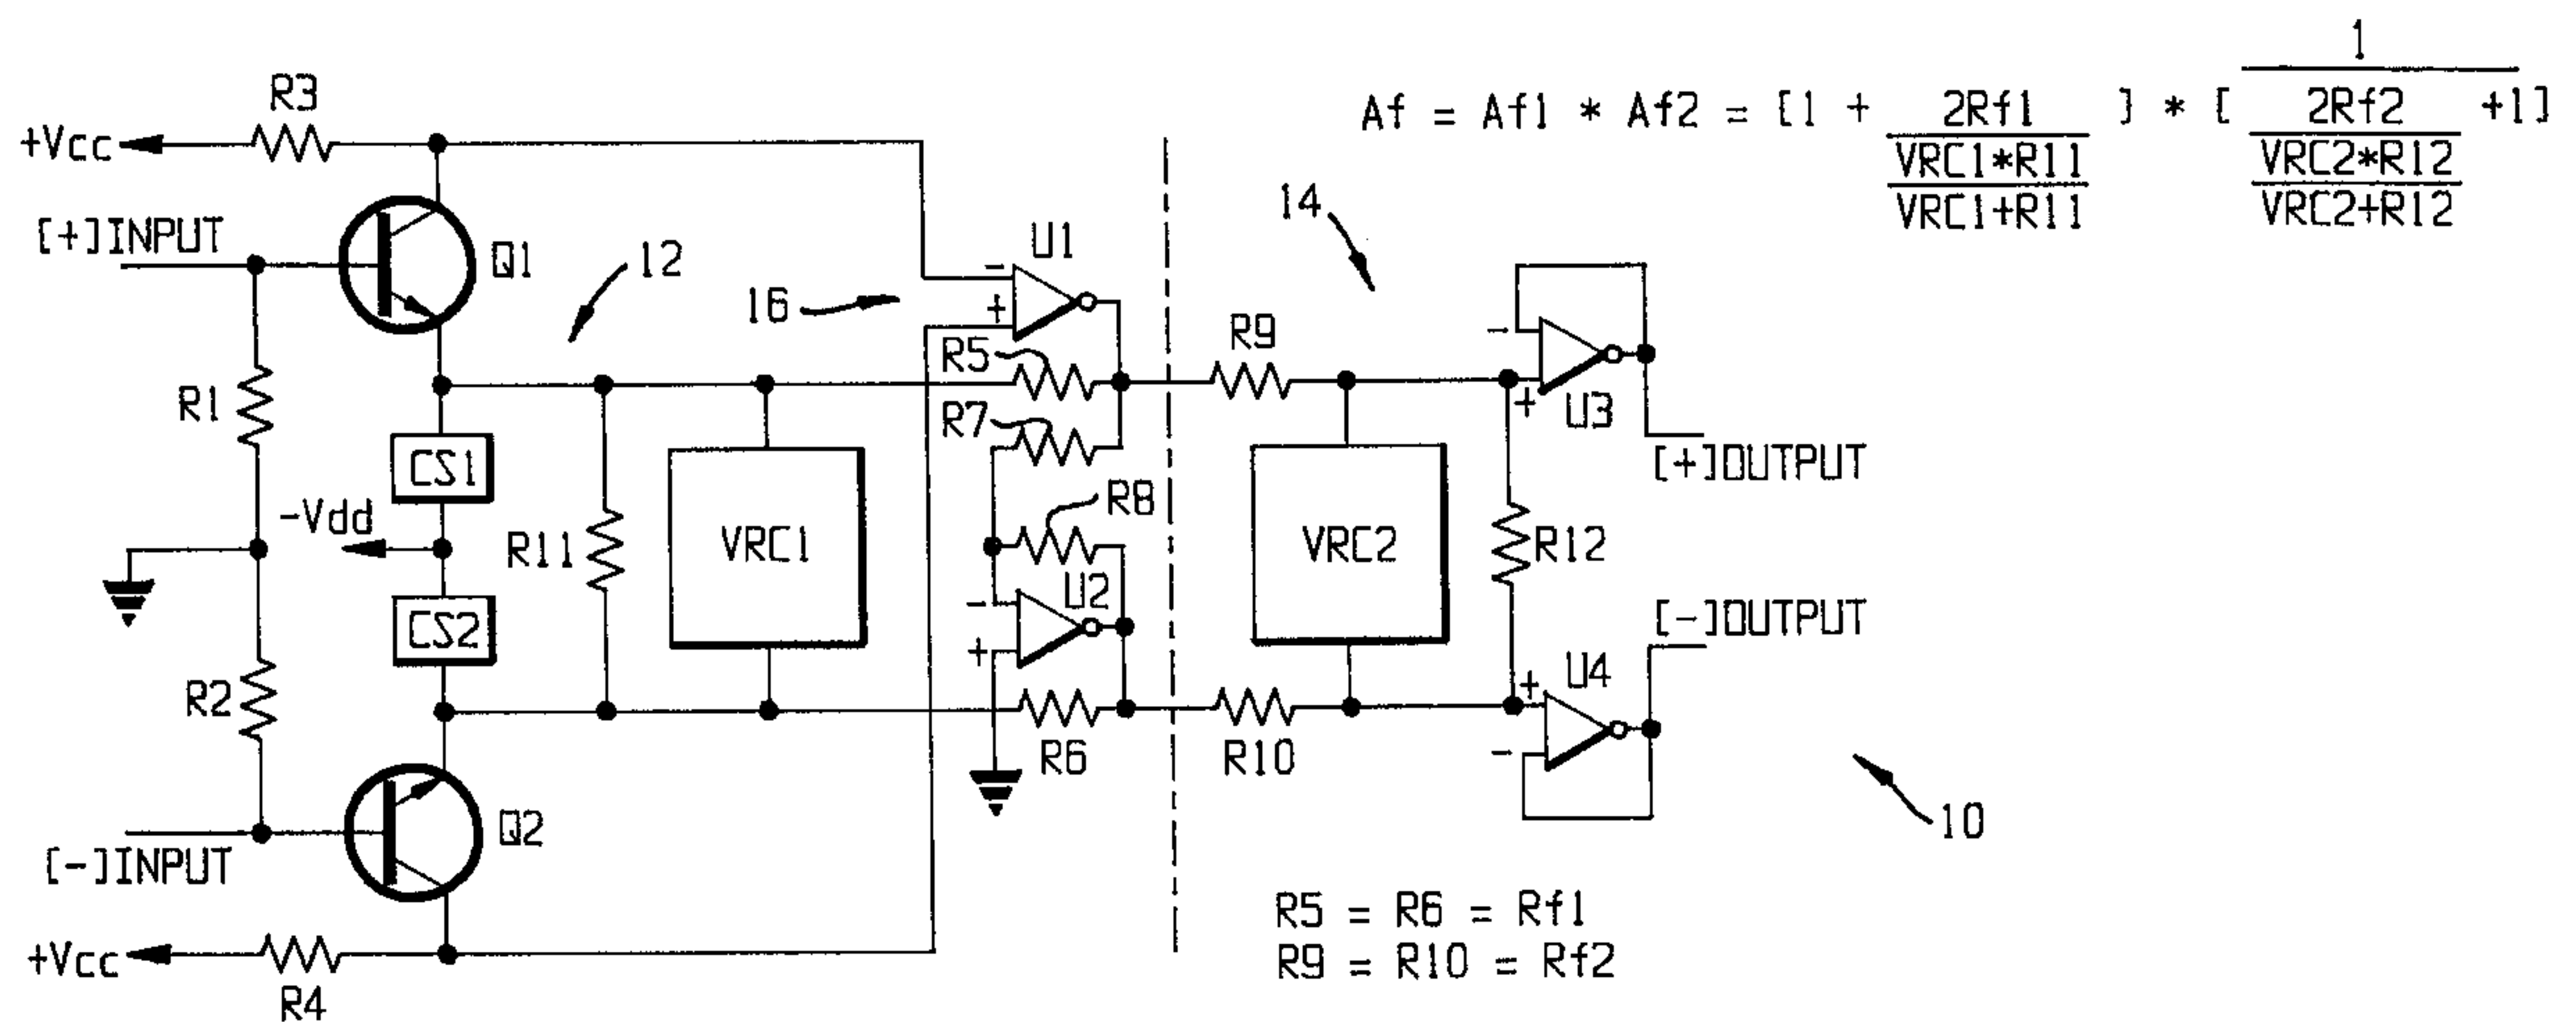 1
Af = Af1 * Af2 = [1 + 2Rf1 ] * [ 2Rf2 +1]
VRC1*R11 VRC2*R12
VRC1+R11 VRC2+R12
R3
+Vcc
[+]INPUT
Q1
12
16
U1
-
+
14
R5
R9
-
+
U3
R1
R7
[+]OUTPUT
CS1
-Vdd
R11
VRC1
R8
VRC2
R12
CS2
U2
-
+
[-]OUTPUT
R2
U4
+
-
R6
R10
Q2
10
[-]INPUT
R5 = R6 = Rf1
+Vcc
R9 = R10 = Rf2
R4